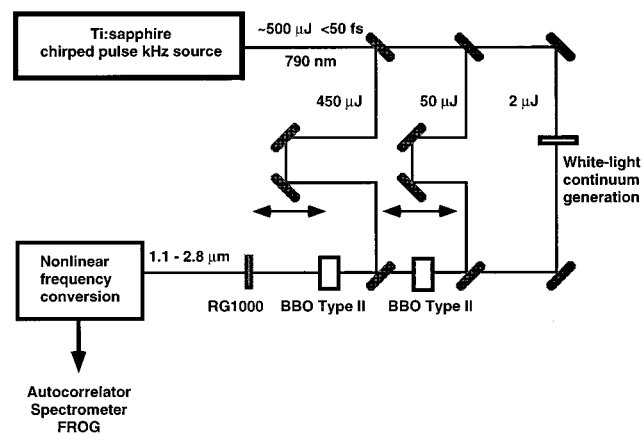 Ti:sapphire
chirped pulse kHz source
~500 μJ <50 fs
790 nm
450 μJ
50 μJ
2 μJ
White-light
continuum
generation
Nonlinear
frequency
conversion
1.1 - 2.8 μm
RG1000
BBO Type II
BBO Type II
Autocorrelator
Spectrometer
FROG